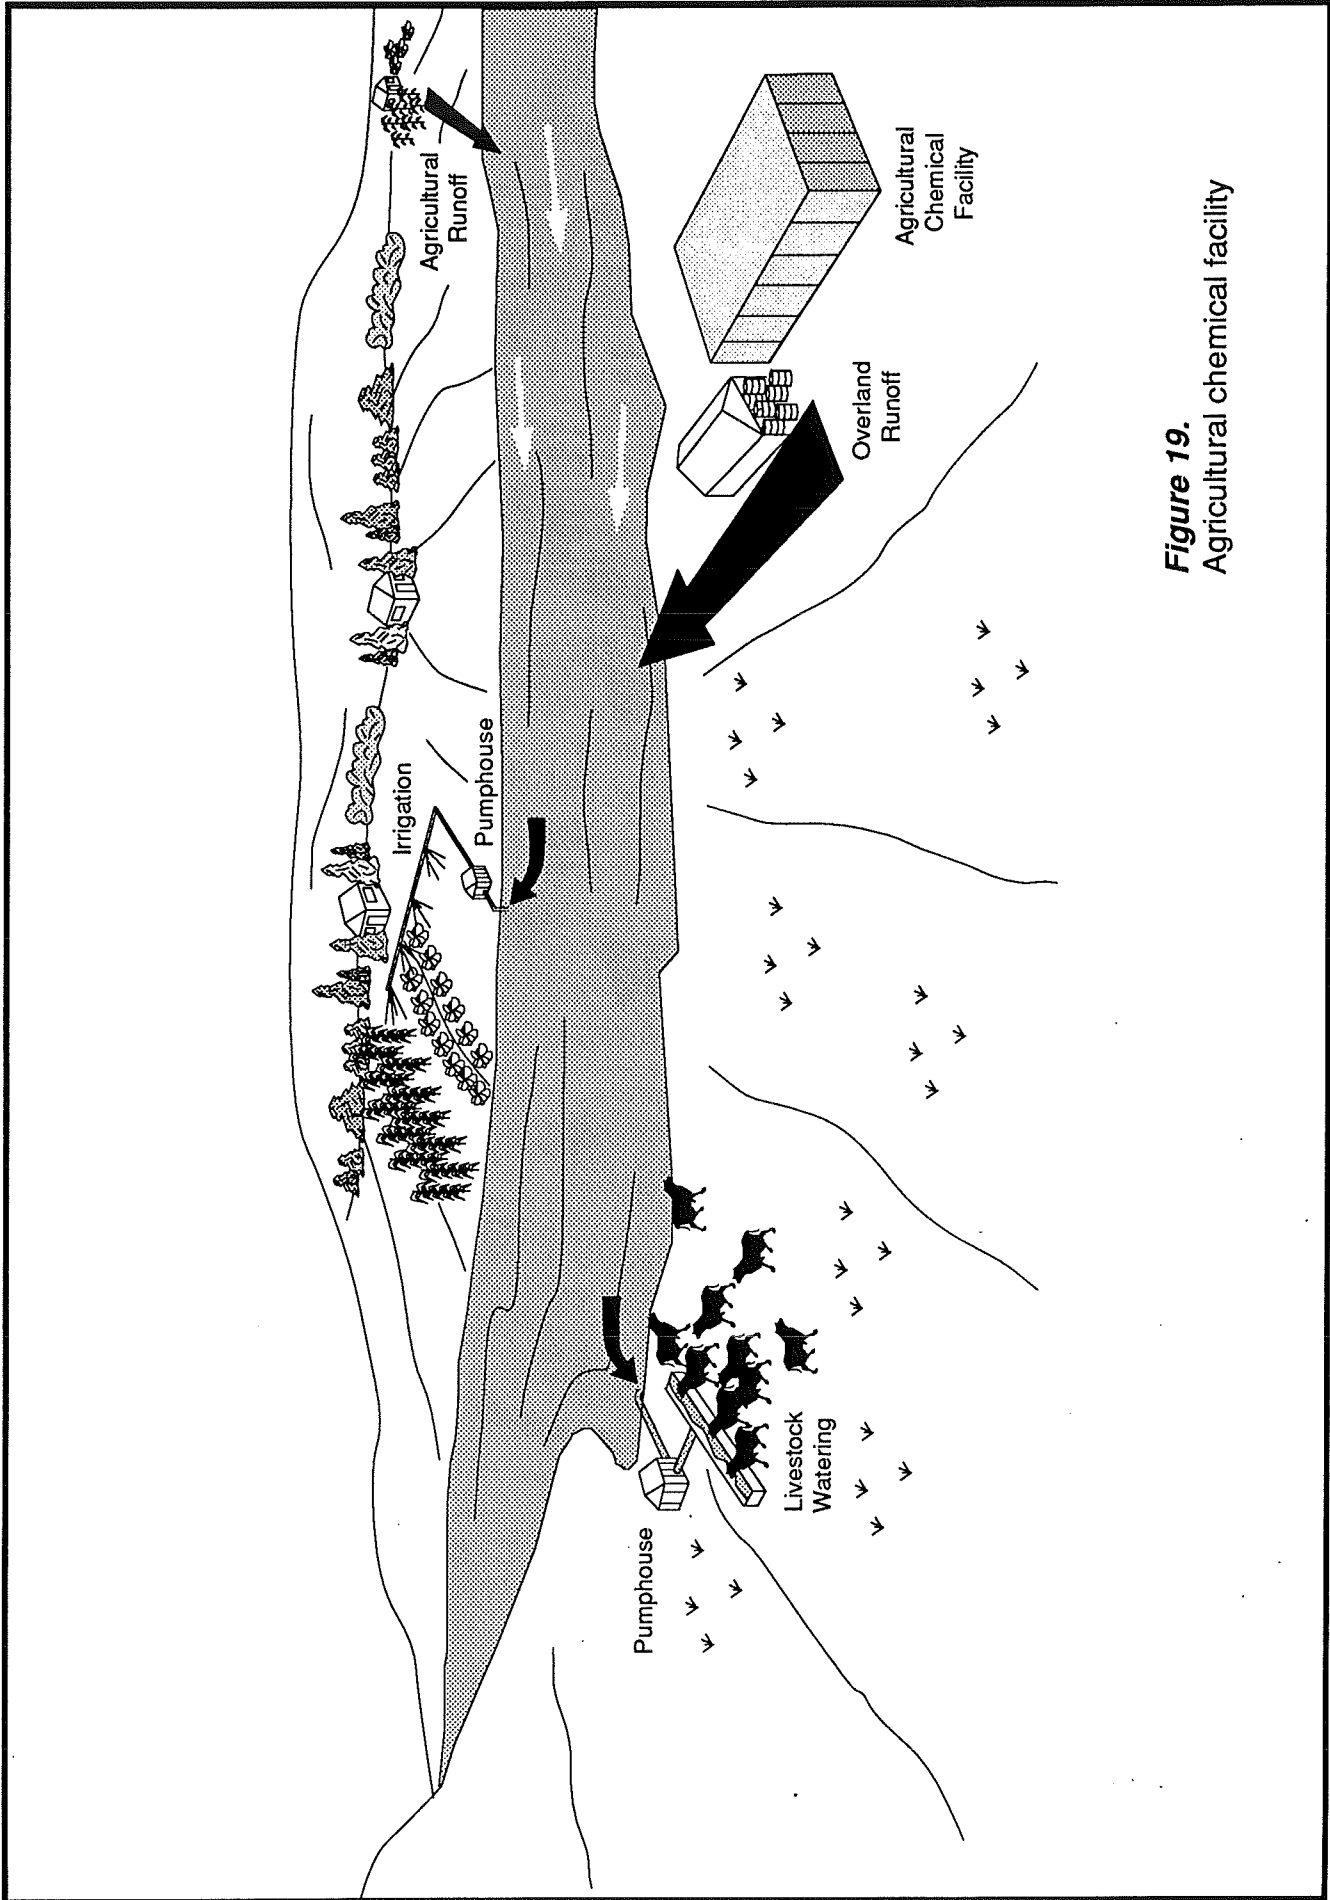 Agricultural
Runoff
Irrigation
Pumphouse
Pumphouse
Livestock
Watering
Overland
Runoff
Agricultural
Chemical
Facility
Figure 19.
Agricultural chemical facility